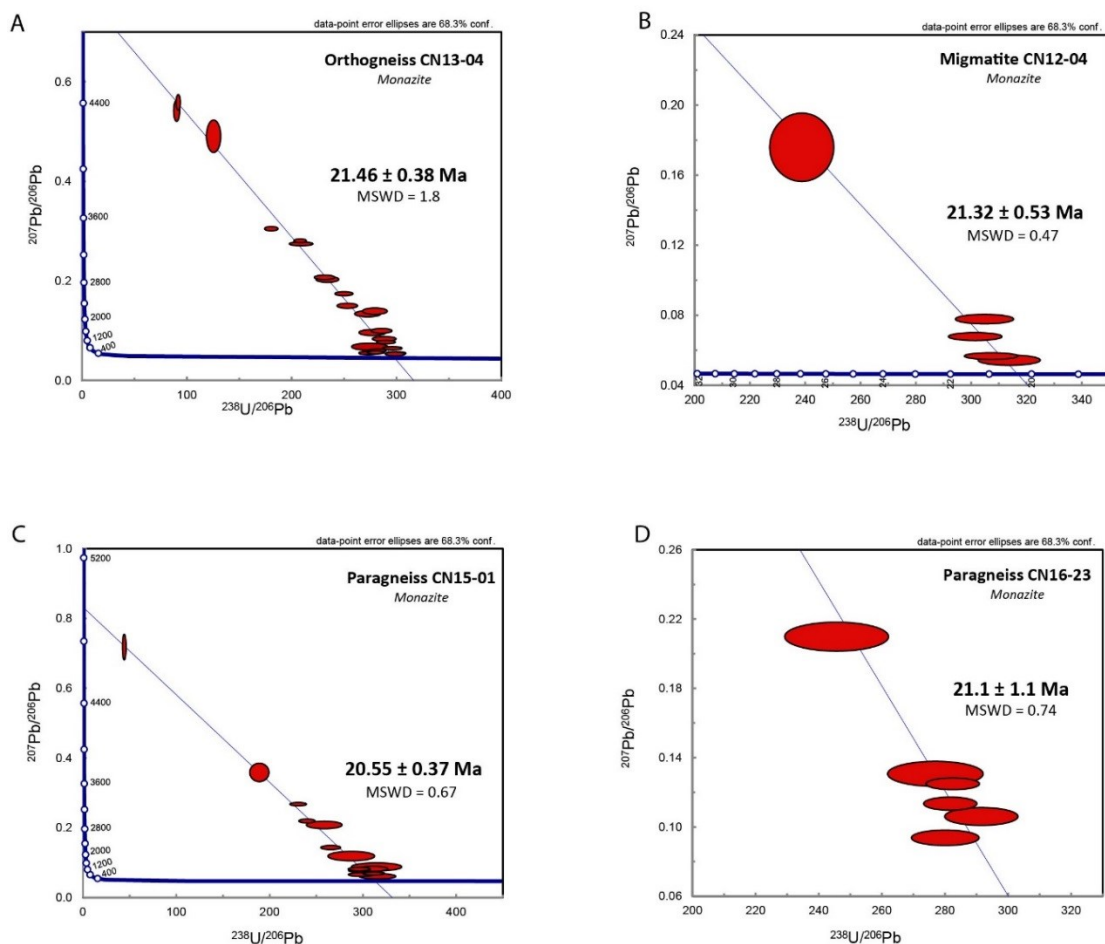 A
data-point error ellipses are 68.3% conf.
Orthogneiss CN13-04
Monazite
0.6
4400
21.46 ± 0.38 Ma
MSWD = 1.8
0.4
3600
0.2
2800
2000
1200
400
0.0
0 100 200 300 400
²⁰⁷Pb/²⁰⁶Pb
²³⁸U/²⁰⁶Pb
B
data-point error ellipses are 68.3% conf.
0.24
Migmatite CN12-04
Monazite
0.20
0.16
21.32 ± 0.53 Ma
MSWD = 0.47
0.12
0.08
0.04
32 30 28 26 24 22 20
200 220 240 260 280 300 320 340
²⁰⁷Pb/²⁰⁶Pb
²³⁸U/²⁰⁶Pb
C
data-point error ellipses are 68.3% conf.
1.0
5200
Paragneiss CN15-01
Monazite
0.8
0.6
4400
0.4
20.55 ± 0.37 Ma
MSWD = 0.67
3600
0.2
2800
2000
1200
400
0.0
0 100 200 300 400
²⁰⁷Pb/²⁰⁶Pb
²³⁸U/²⁰⁶Pb
D
data-point error ellipses are 68.3% conf.
0.26
Paragneiss CN16-23
Monazite
0.22
0.18
21.1 ± 1.1 Ma
MSWD = 0.74
0.14
0.10
0.06
200 220 240 260 280 300 320
²⁰⁷Pb/²⁰⁶Pb
²³⁸U/²⁰⁶Pb